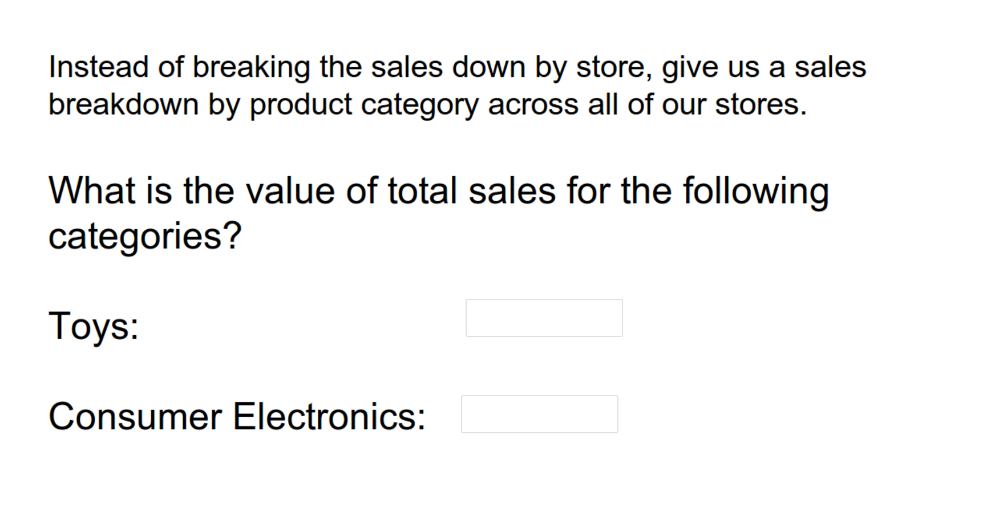 Instead of breaking the sales down by store, give us a sales
breakdown by product category across all of our stores.
What is the value of total sales for the following
categories?
Toys:
Consumer Electronics: